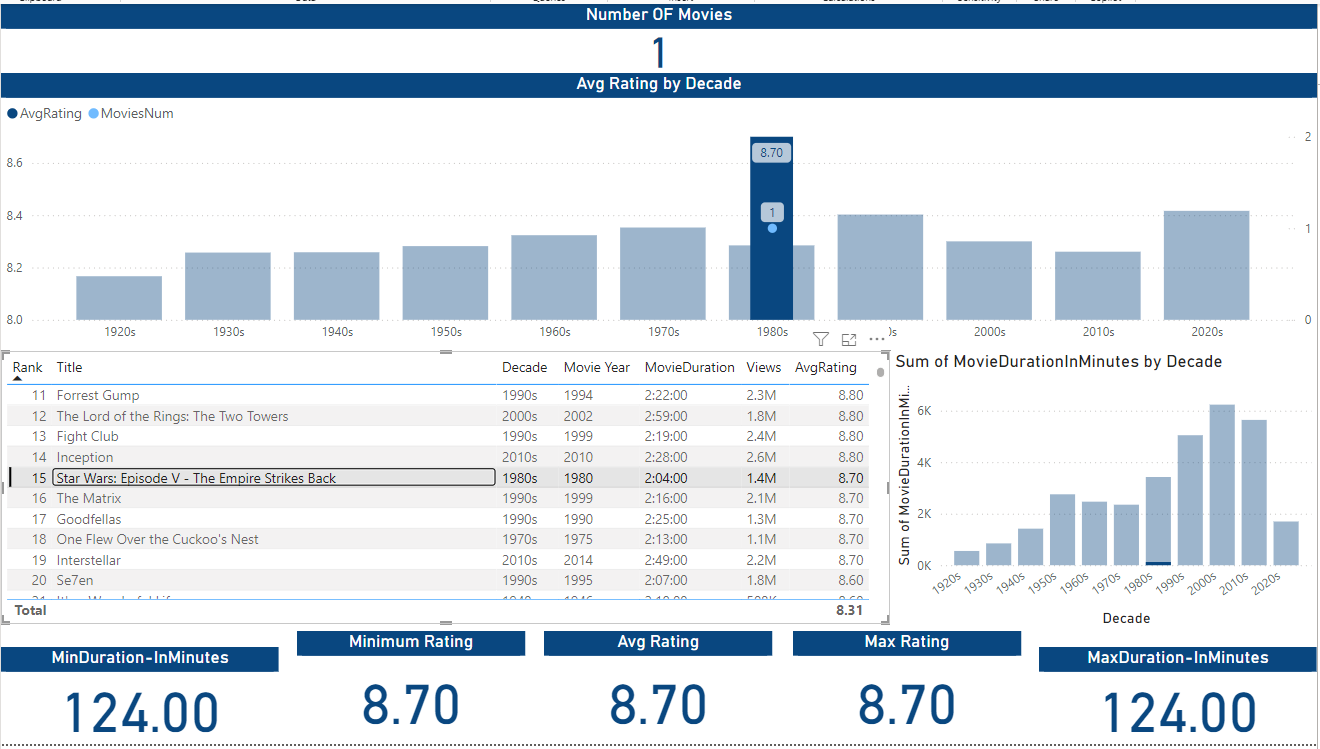 Number OF Movies
1
Avg Rating by Decade
AvgRating MoviesNum
8.6
8.4
8.2
8.0
2
1
0
8.70
1
1920s 1930s 1940s 1950s 1960s 1970s 1980s 2000s 2010s 2020s
Rank Title Decade Movie Year MovieDuration Views AvgRating
11 Forrest Gump 1990s 1994 2:22:00 2.3M 8.80
12 The Lord of the Rings: The Two Towers 2000s 2002 2:59:00 1.8M 8.80
13 Fight Club 1990s 1999 2:19:00 2.4M 8.80
14 Inception 2010s 2010 2:28:00 2.6M 8.80
15 Star Wars: Episode V - The Empire Strikes Back 1980s 1980 2:04:00 1.4M 8.70
16 The Matrix 1990s 1999 2:16:00 2.1M 8.70
17 Goodfellas 1990s 1990 2:25:00 1.3M 8.70
18 One Flew Over the Cuckoo's Nest 1970s 1975 2:13:00 1.1M 8.70
19 Interstellar 2010s 2014 2:49:00 2.2M 8.70
20 Se7en 1990s 1995 2:07:00 1.8M 8.60
Total 8.31
Sum of MovieDurationInMinutes by Decade
Sum of MovieDurationInMi...
6K
4K
2K
0K
1920s 1930s 1940s 1950s 1960s 1970s 1980s 1990s 2000s 2010s 2020s
Decade
MinDuration-InMinutes
124.00
Minimum Rating
8.70
Avg Rating
8.70
Max Rating
8.70
MaxDuration-InMinutes
124.00